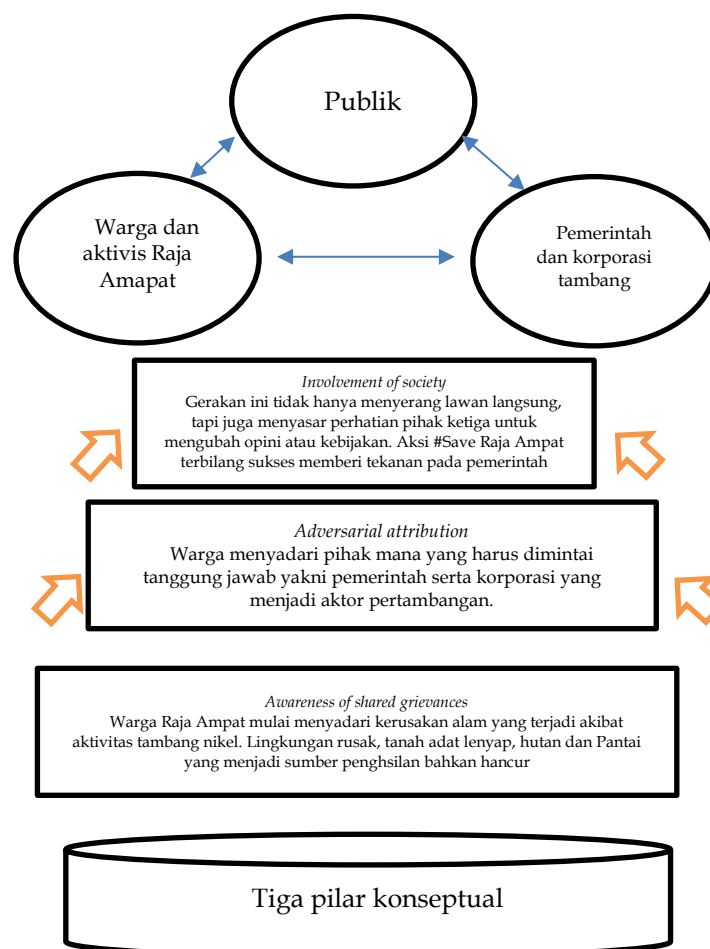 Publik
Warga dan
aktivis Raja
Amapat
Pemerintah
dan korporasi
tambang
Involvement of society
Gerakan ini tidak hanya menyerang lawan langsung,
tapi juga menyasar perhatian pihak ketiga untuk
mengubah opini atau kebijakan. Aksi #Save Raja Ampat
terbilang sukses memberi tekanan pada pemerintah
Adversarial attribution
Warga menyadari pihak mana yang harus dimintai
tanggung jawab yakni pemerintah serta korporasi yang
menjadi aktor pertambangan.
Awareness of shared grievances
Warga Raja Ampat mulai menyadari kerusakan alam yang terjadi akibat
aktivitas tambang nikel. Lingkungan rusak, tanah adat lenyap, hutan dan Pantai
yang menjadi sumber penghsilan bahkan hancur
Tiga pilar konseptual